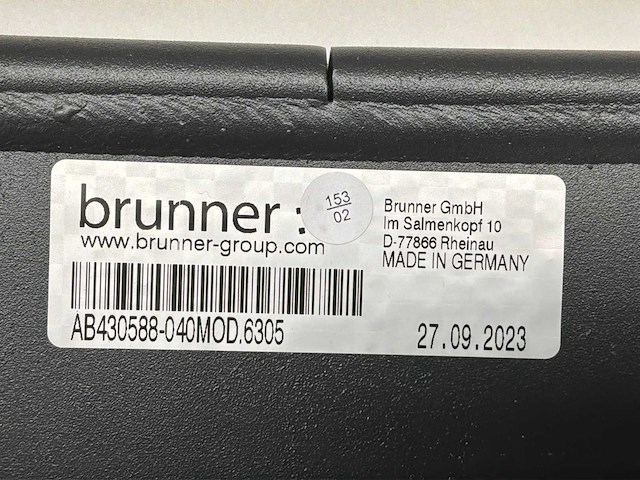 brunner :
www.brunner-group.com
153
02
Brunner GmbH
Im Salmenkopf 10
D-77866 Rheinau
MADE IN GERMANY
AB430588-040MOD.6305
27.09.2023